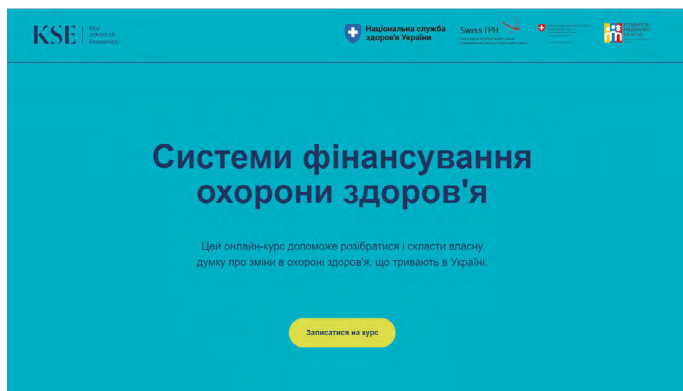 KSE
Kyiv
School of
Economics
Національна служба
здоров'я України
Swiss TPH
Системи фінансування
охорони здоров'я
Цей онлайн-курс допоможе розібратися і скласти власну
думку про зміни в охороні здоров'я, що тривають в Україні.
Записатися на курс